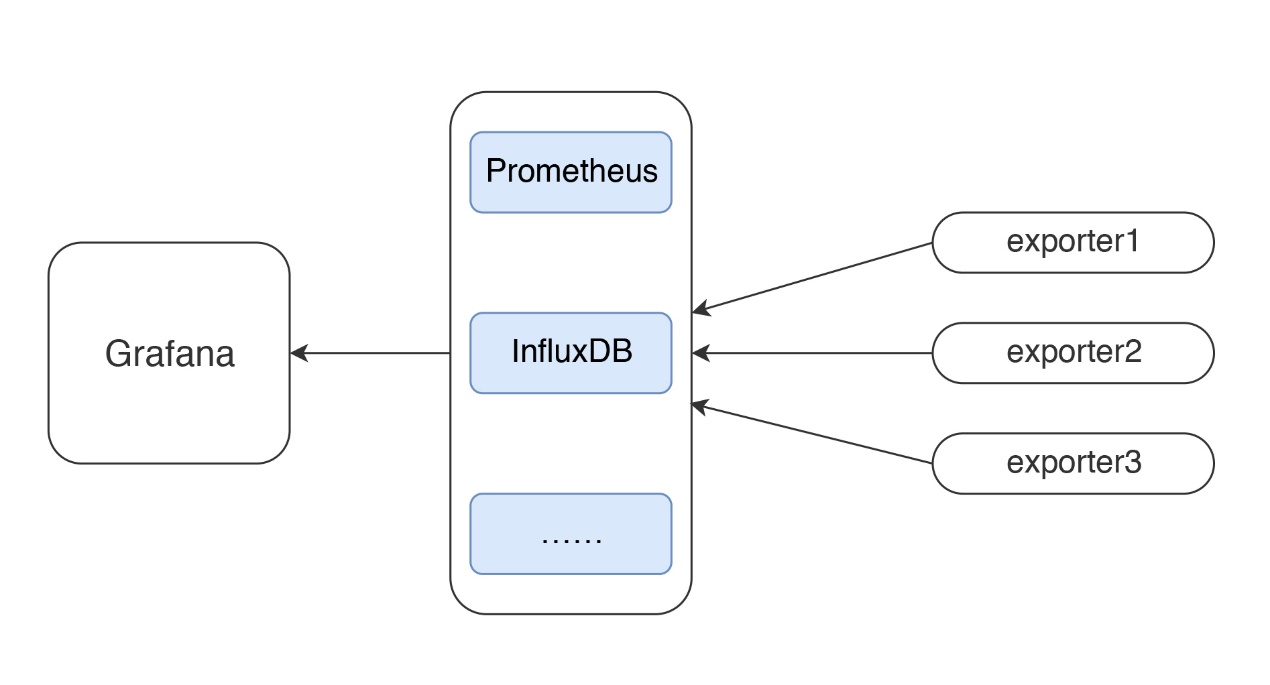 Prometheus
exporter1
Grafana
InfluxDB
exporter2
exporter3
......